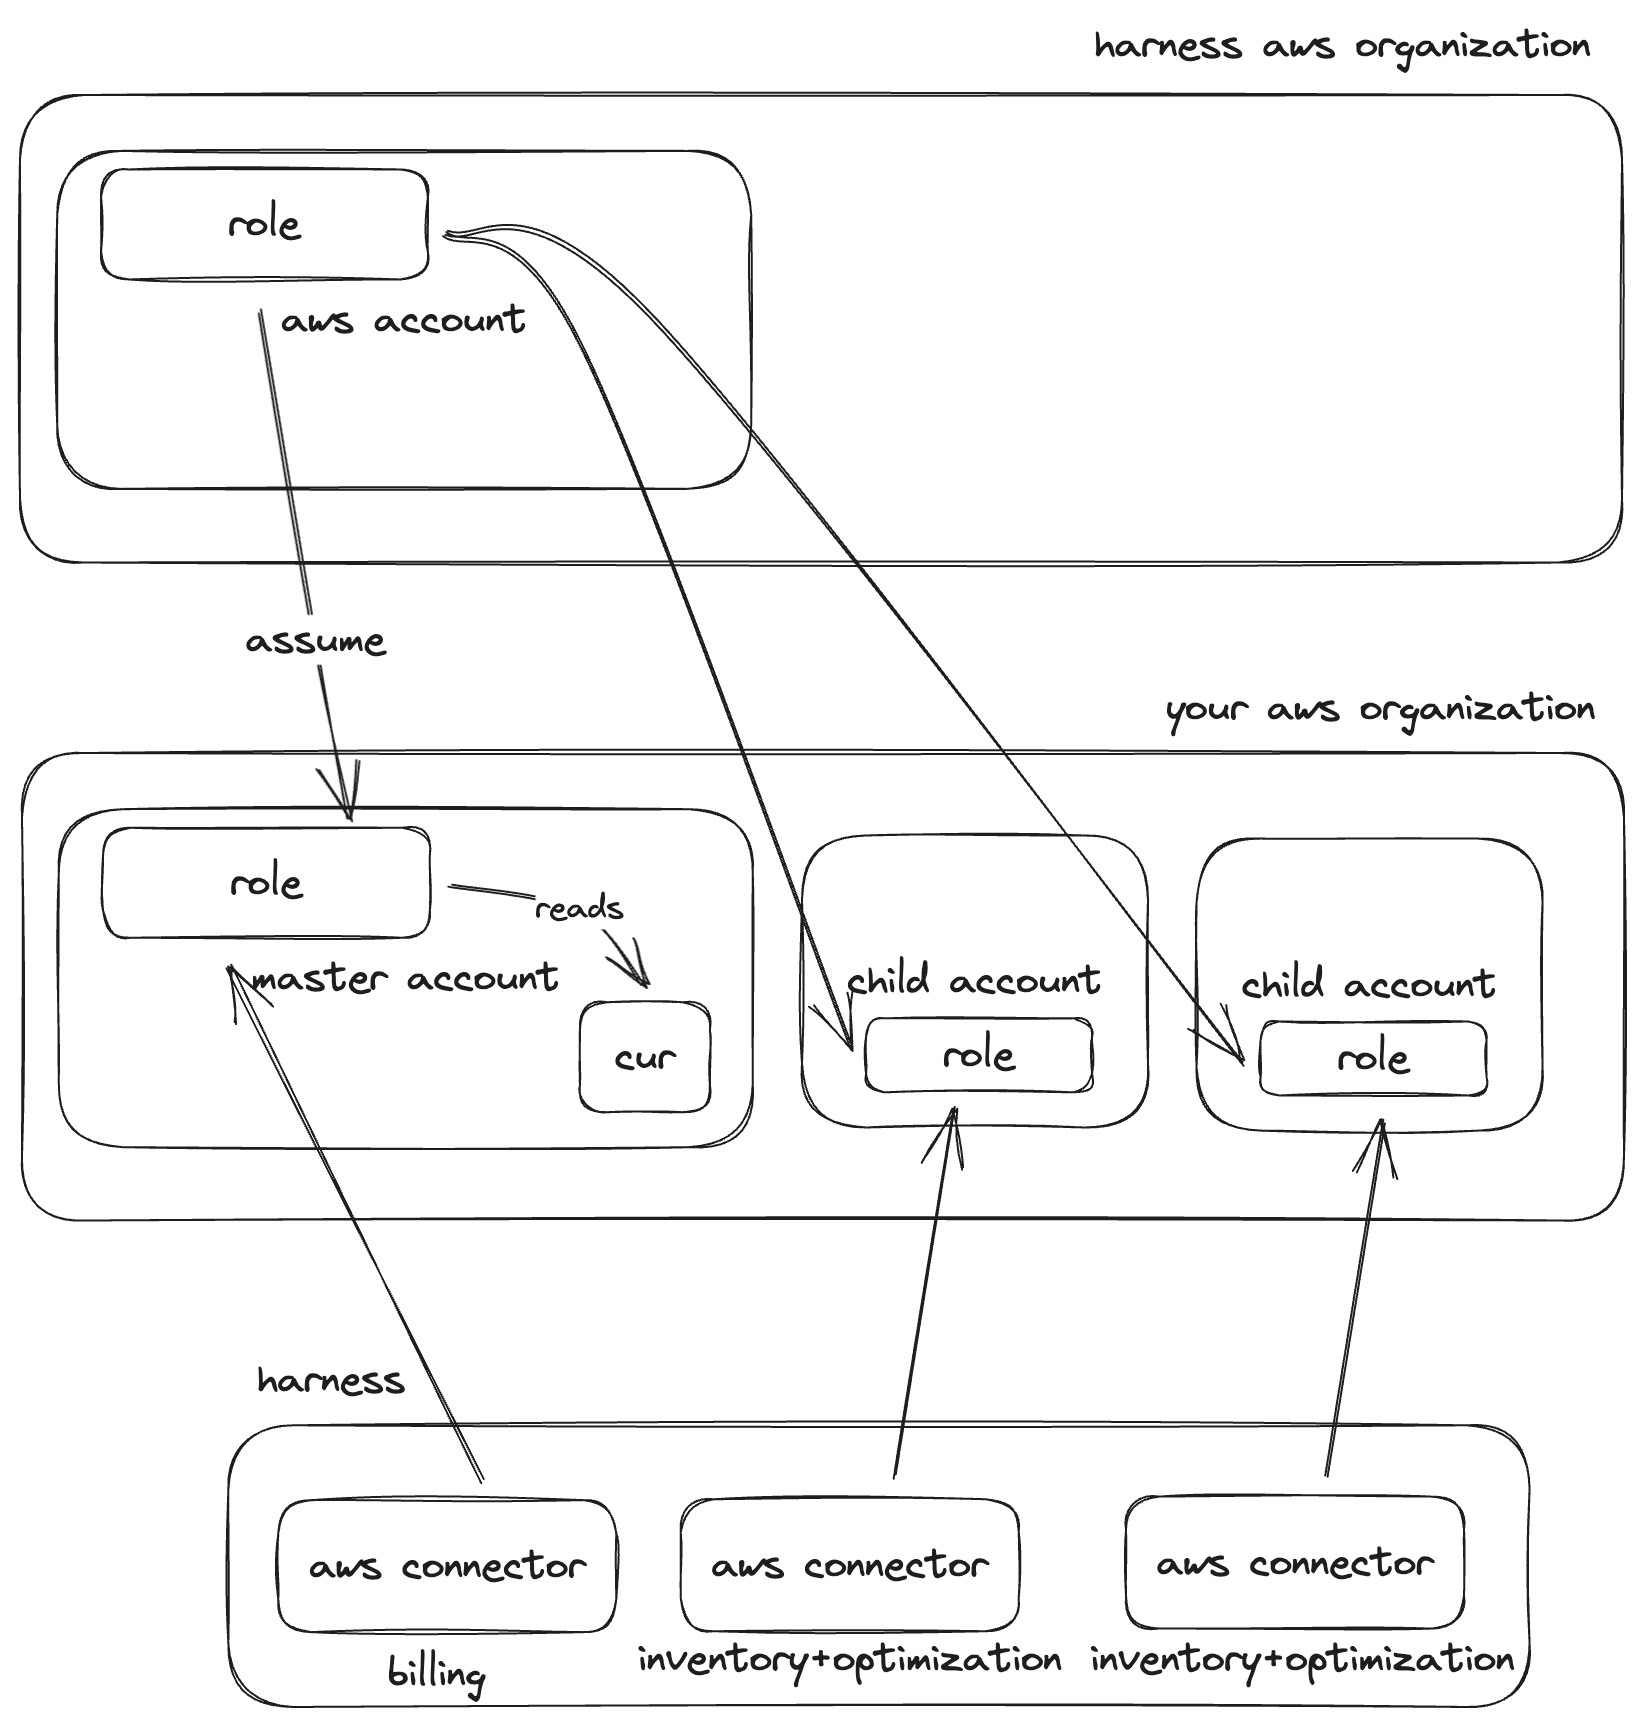 harness aws organization
role
aws account
assume
your aws organization
role
reads
master account
cur
child account
role
child account
role
harness
aws connector
billing
aws connector
inventory+optimization
aws connector
inventory+optimization